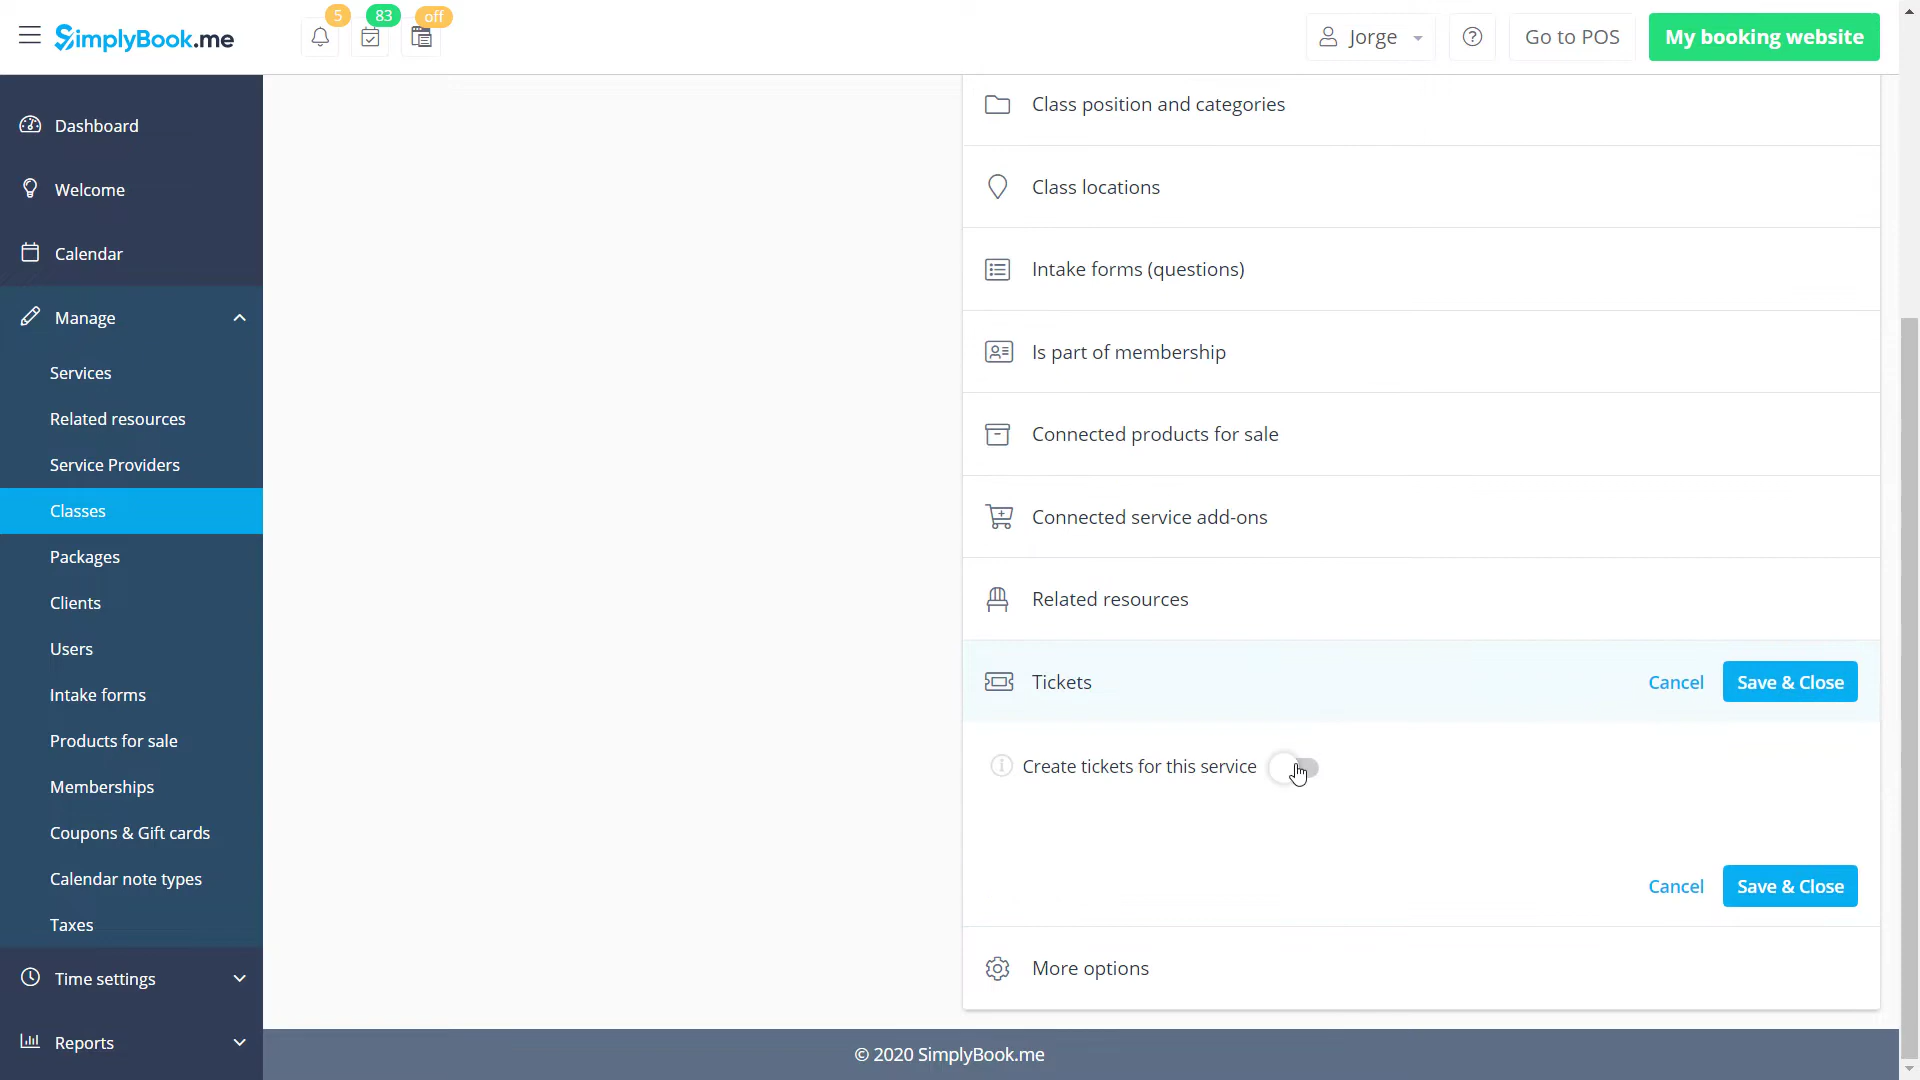 SimplyBook.me
5
83
off
Jorge
Go to POS
My booking website
Dashboard
Welcome
Calendar
Manage
Services
Related resources
Service Providers
Classes
Packages
Clients
Users
Intake forms
Products for sale
Memberships
Coupons & Gift cards
Calendar note types
Taxes
Time settings
Reports
Class position and categories
Class locations
Intake forms (questions)
Is part of membership
Connected products for sale
Connected service add-ons
Related resources
Tickets
Cancel
Save & Close
Create tickets for this service
Cancel
Save & Close
More options
© 2020 SimplyBook.me